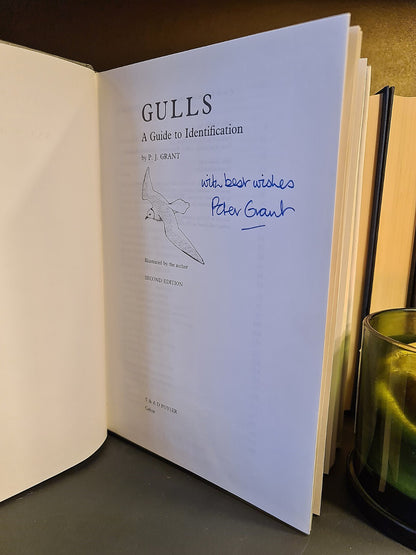 GULLS
A Guide to Identification
by P. J. GRANT
with best wishes
Peter Grant
Illustrated by the author
SECOND EDITION
T & A D POYSER
Calton